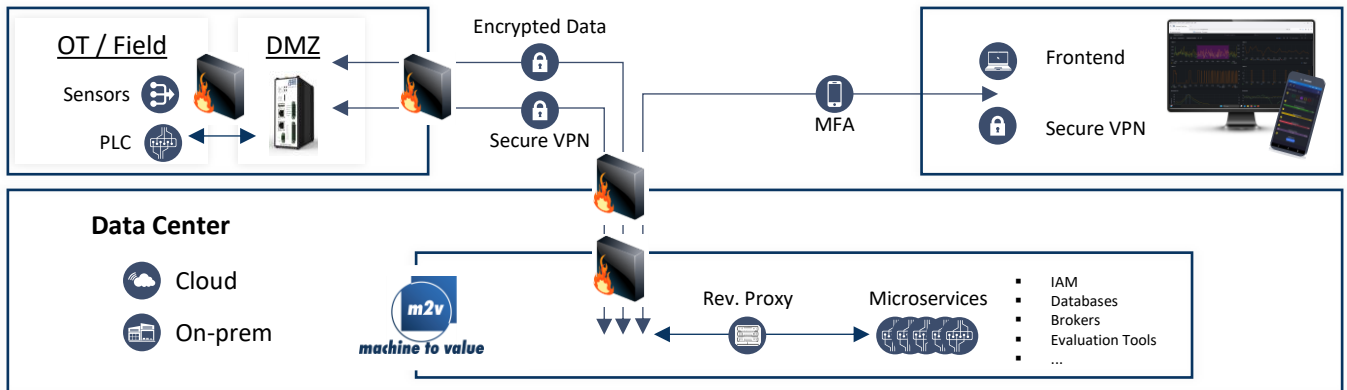 OT / Field
DMZ
Sensors
PLC
Encrypted Data
Secure VPN
MFA
Frontend
Secure VPN
Data Center
Cloud
On-prem
m2v
machine to value
Rev. Proxy
Microservices
▪ IAM
▪ Databases
▪ Brokers
▪ Evaluation Tools
▪ ...